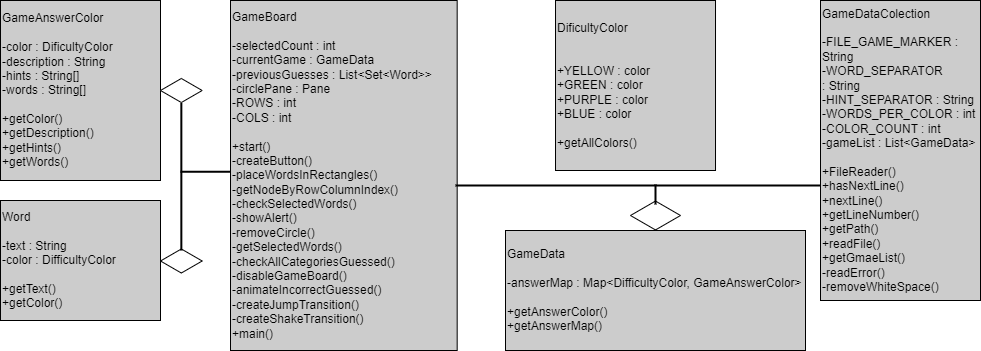 GameAnswerColor
-color : DificultyColor
-description : String
-hints : String[]
-words : String[]
+getColor()
+getDescription()
+getHints()
+getWords()
Word
-text : String
-color : DifficultyColor
+getText()
+getColor()
GameBoard
-selectedCount : int
-currentGame : GameData
-previousGuesses : List<Set<Word>>
-circlePane : Pane
-ROWS : int
-COLS : int
+start()
-createButton()
-placeWordsInRectangles()
-getNodeByRowColumnIndex()
-checkSelectedWords()
-showAlert()
-removeCircle()
-getSelectedWords()
-checkAllCategoriesGuessed()
-disableGameBoard()
-animateIncorrectGuessed()
-createJumpTransition()
-createShakeTransition()
+main()
DificultyColor
+YELLOW : color
+GREEN : color
+PURPLE : color
+BLUE : color
+getAllColors()
GameData
-answerMap : Map<DifficultyColor, GameAnswerColor>
+getAnswerColor()
+getAnswerMap()
GameDataColection
-FILE_GAME_MARKER :
String
-WORD_SEPARATOR
: String
-HINT_SEPARATOR : String
-WORDS_PER_COLOR : int
-COLOR_COUNT : int
-gameList : List<GameData>
+FileReader()
+hasNextLine()
+nextLine()
+getLineNumber()
+getPath()
+readFile()
+getGmaeList()
-readError()
-removeWhiteSpace()